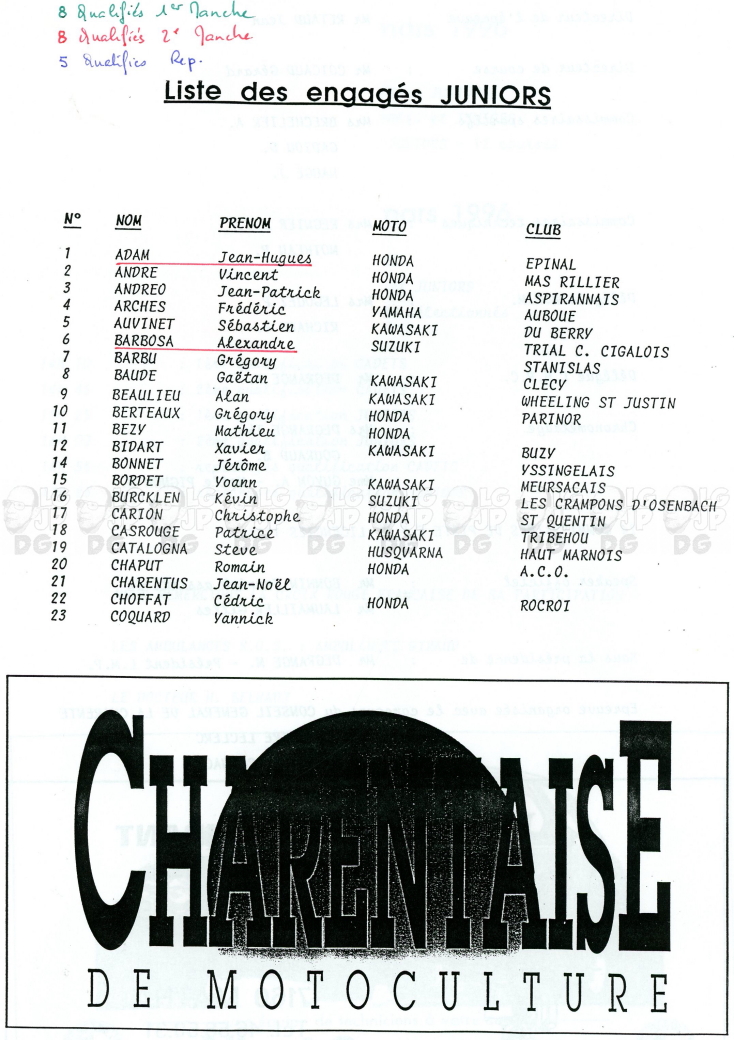 8 Qualifiés 1er Manche
8 Qualifiés 2e Manche
5 Qualifiés Rep.
Liste des engagés JUNIORS
N° NOM PRENOM MOTO CLUB
1 ADAM Jean-Hugues HONDA EPINAL
2 ANDRE Vincent HONDA MAS RILLIER
3 ANDREO Jean-Patrick HONDA ASPIRANNAIS
4 ARCHES Frédéric YAMAHA AUBOUE
5 AUVINET Sébastien KAWASAKI DU BERRY
6 BARBOSA Alexandre SUZUKI TRIAL C. CIGALOIS
7 BARBU Grégory STANISLAS
8 BAUDE Gaëtan KAWASAKI CLECY
9 BEAULIEU Alan KAWASAKI WHEELING ST JUSTIN
10 BERTEAUX Grégory HONDA PARINOR
11 BEZY Mathieu HONDA
12 BIDART Xavier KAWASAKI BUZY
14 BONNET Jérôme YSSINGELAIS
15 BORDET Yoann KAWASAKI MEURSACAIS
16 BURCKLEN Kévin SUZUKI LES CRAMPONS D'OSENBACH
17 CARION Christophe HONDA ST QUENTIN
18 CASROUGE Patrice KAWASAKI TRIBEHOU
19 CATALOGNA Steve HUSQVARNA HAUT MARNOIS
20 CHAPUT Romain HONDA A.C.O.
21 CHARENTUS Jean-Noël
22 CHOFFAT Cédric HONDA ROCROI
23 COQUARD Yannick
CHARENTAISE
DE MOTOCULTURE